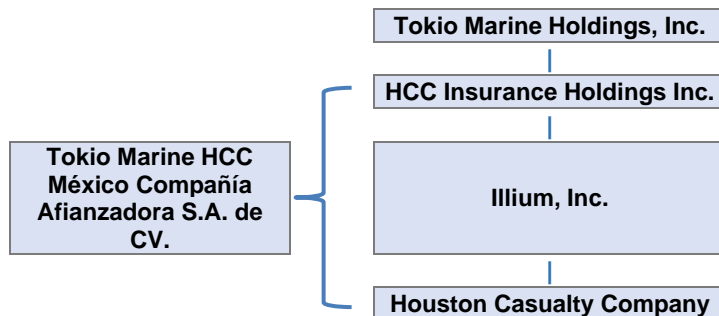 Tokio Marine Holdings, Inc.
HCC Insurance Holdings Inc.
Tokio Marine HCC
México Compañía
Afianzadora S.A. de
CV.
Illium, Inc.
Houston Casualty Company